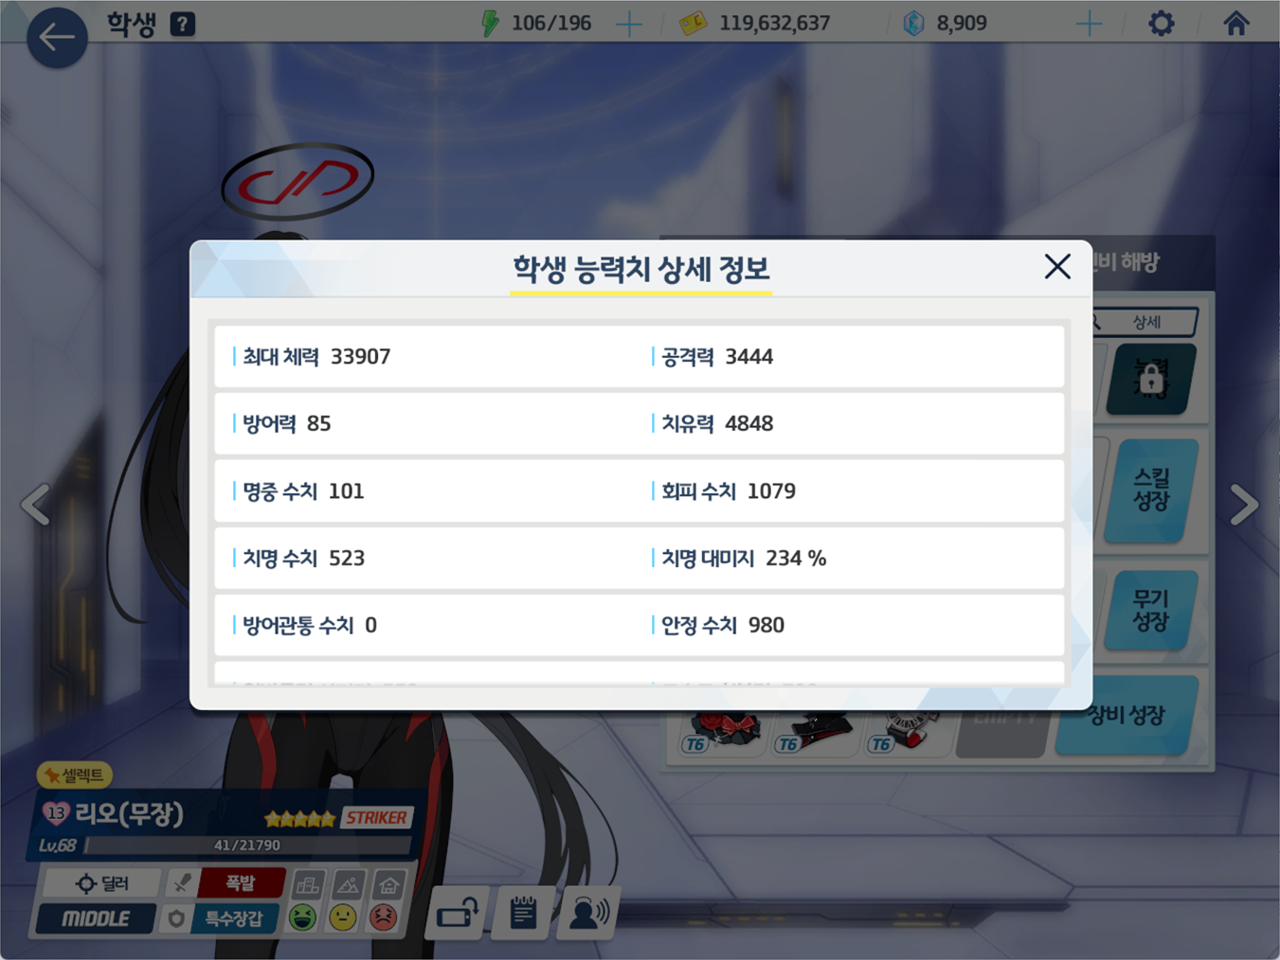 학생 ?
106/196
119,632,637
8,909
비 해방
학생 능력치 상세 정보
상세
최대 체력 33907
공격력 3444
방어력 85
치유력 4848
명중 수치 101
회피 수치 1079
치명 수치 523
치명 대미지 234 %
방어관통 수치 0
안정 수치 980
스킬
성장
무기
성장
T6
T6
T6
EMPTY
장비 성장
셀렉트
13 리오(무장)
STRIKER
Lv.68
41/21790
딜러
폭발
MIDDLE
특수장갑